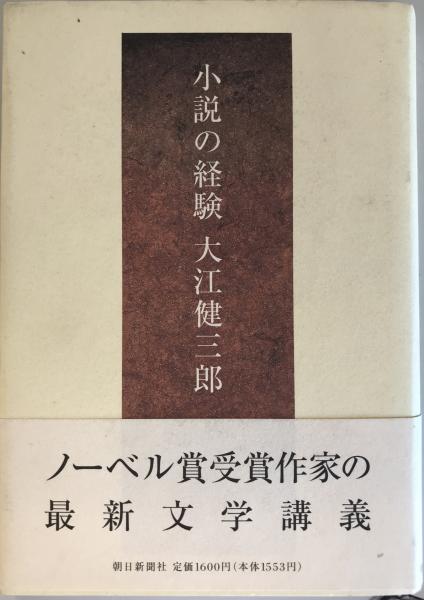 小説の経験 大江健三郎
ノーベル賞受賞作家の
最新文学講義
朝日新聞社 定価1600円(本体1553円)